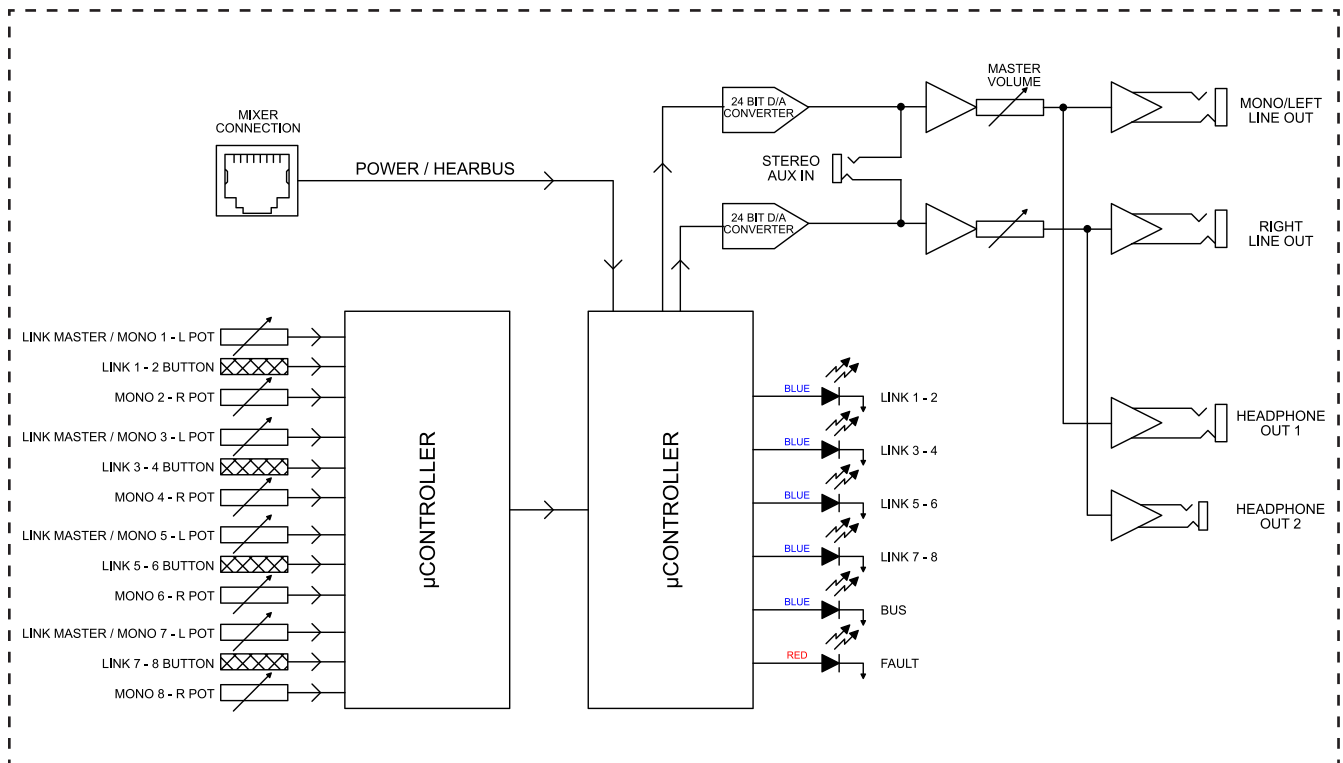 MIXER
CONNECTION
POWER / HEARBUS
24 BIT D/A
CONVERTER
24 BIT D/A
CONVERTER
STEREO
AUX IN
MASTER
VOLUME
MONO/LEFT
LINE OUT
RIGHT
LINE OUT
HEADPHONE
OUT 1
HEADPHONE
OUT 2
LINK MASTER / MONO 1 - L POT
LINK 1 - 2 BUTTON
MONO 2 - R POT
LINK MASTER / MONO 3 - L POT
LINK 3 - 4 BUTTON
MONO 4 - R POT
LINK MASTER / MONO 5 - L POT
LINK 5 - 6 BUTTON
MONO 6 - R POT
LINK MASTER / MONO 7 - L POT
LINK 7 - 8 BUTTON
MONO 8 - R POT
µCONTROLLER
µCONTROLLER
BLUE
LINK 1 - 2
BLUE
LINK 3 - 4
BLUE
LINK 5 - 6
BLUE
LINK 7 - 8
BLUE
BUS
RED
FAULT